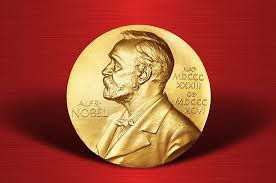 ALFR·
NOBEL
NAT·
MDCCC
XXXIII
OB·
MDCCC
XCVI